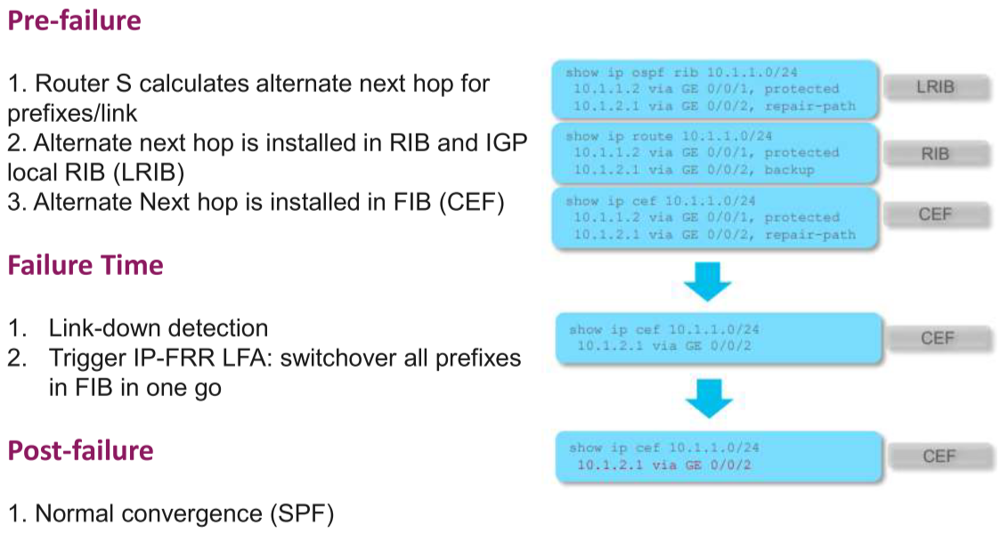 Pre-failure
1. Router S calculates alternate next hop for
prefixes/link
2. Alternate next hop is installed in RIB and IGP
local RIB (LRIB)
3. Alternate Next hop is installed in FIB (CEF)
show ip ospf rib 10.1.1.0/24
10.1.1.2 via GE 0/0/1, protected
10.1.2.1 via GE 0/0/2, repair-path
LRIB
show ip route 10.1.1.0/24
10.1.1.2 via GE 0/0/1, protected
10.1.2.1 via GE 0/0/2, backup
RIB
show ip cef 10.1.1.0/24
10.1.1.2 via GE 0/0/1, protected
10.1.2.1 via GE 0/0/2, repair-path
CEF
Failure Time
1. Link-down detection
2. Trigger IP-FRR LFA: switchover all prefixes
in FIB in one go
show ip cef 10.1.1.0/24
10.1.2.1 via GE 0/0/2
CEF
Post-failure
1. Normal convergence (SPF)
show ip cef 10.1.1.0/24
10.1.2.1 via GE 0/0/2
CEF